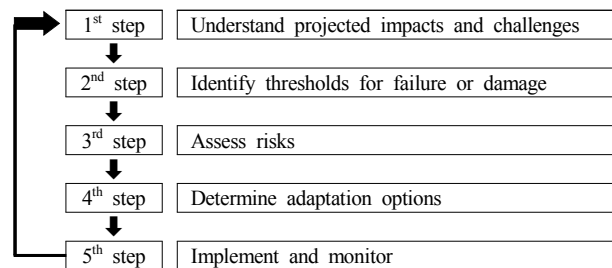 1st step Understand projected impacts and challenges
2nd step Identify thresholds for failure or damage
3rd step Assess risks
4th step Determine adaptation options
5th step Implement and monitor